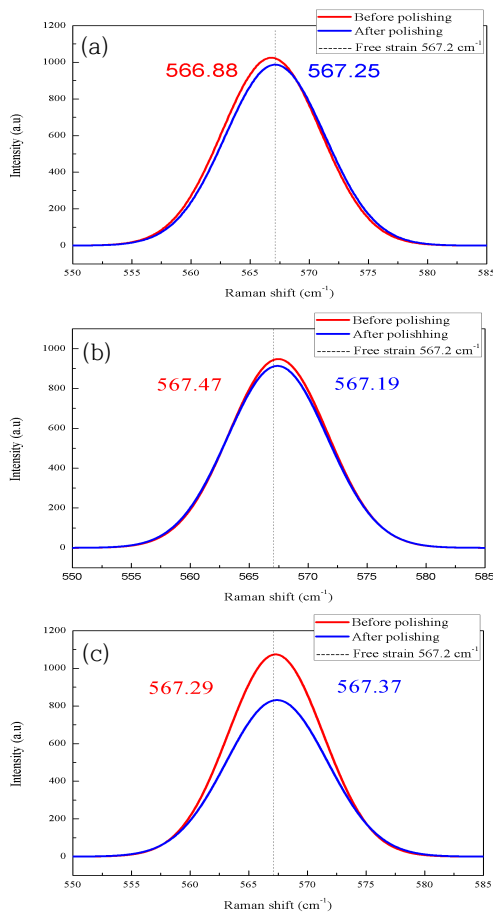 Before polishing
After polishing
Free strain 567.2 cm⁻¹
(a)
566.88
567.25
1200
1000
800
600
400
200
0
Intensity (a.u)
550
555
560
565
570
575
580
585
Raman shift (cm⁻¹)
Before polishing
After polishhing
Free strain 567.2 cm⁻¹
(b)
567.47
567.19
1000
800
600
400
200
0
Intensity (a.u)
550
555
560
565
570
575
580
585
Raman shift (cm⁻¹)
Before polishing
After polishing
Free strain 567.2 cm⁻¹
(c)
567.29
567.37
1200
1000
800
600
400
200
0
Intensity (a.u)
550
555
560
565
570
575
580
585
Raman shift (cm⁻¹)